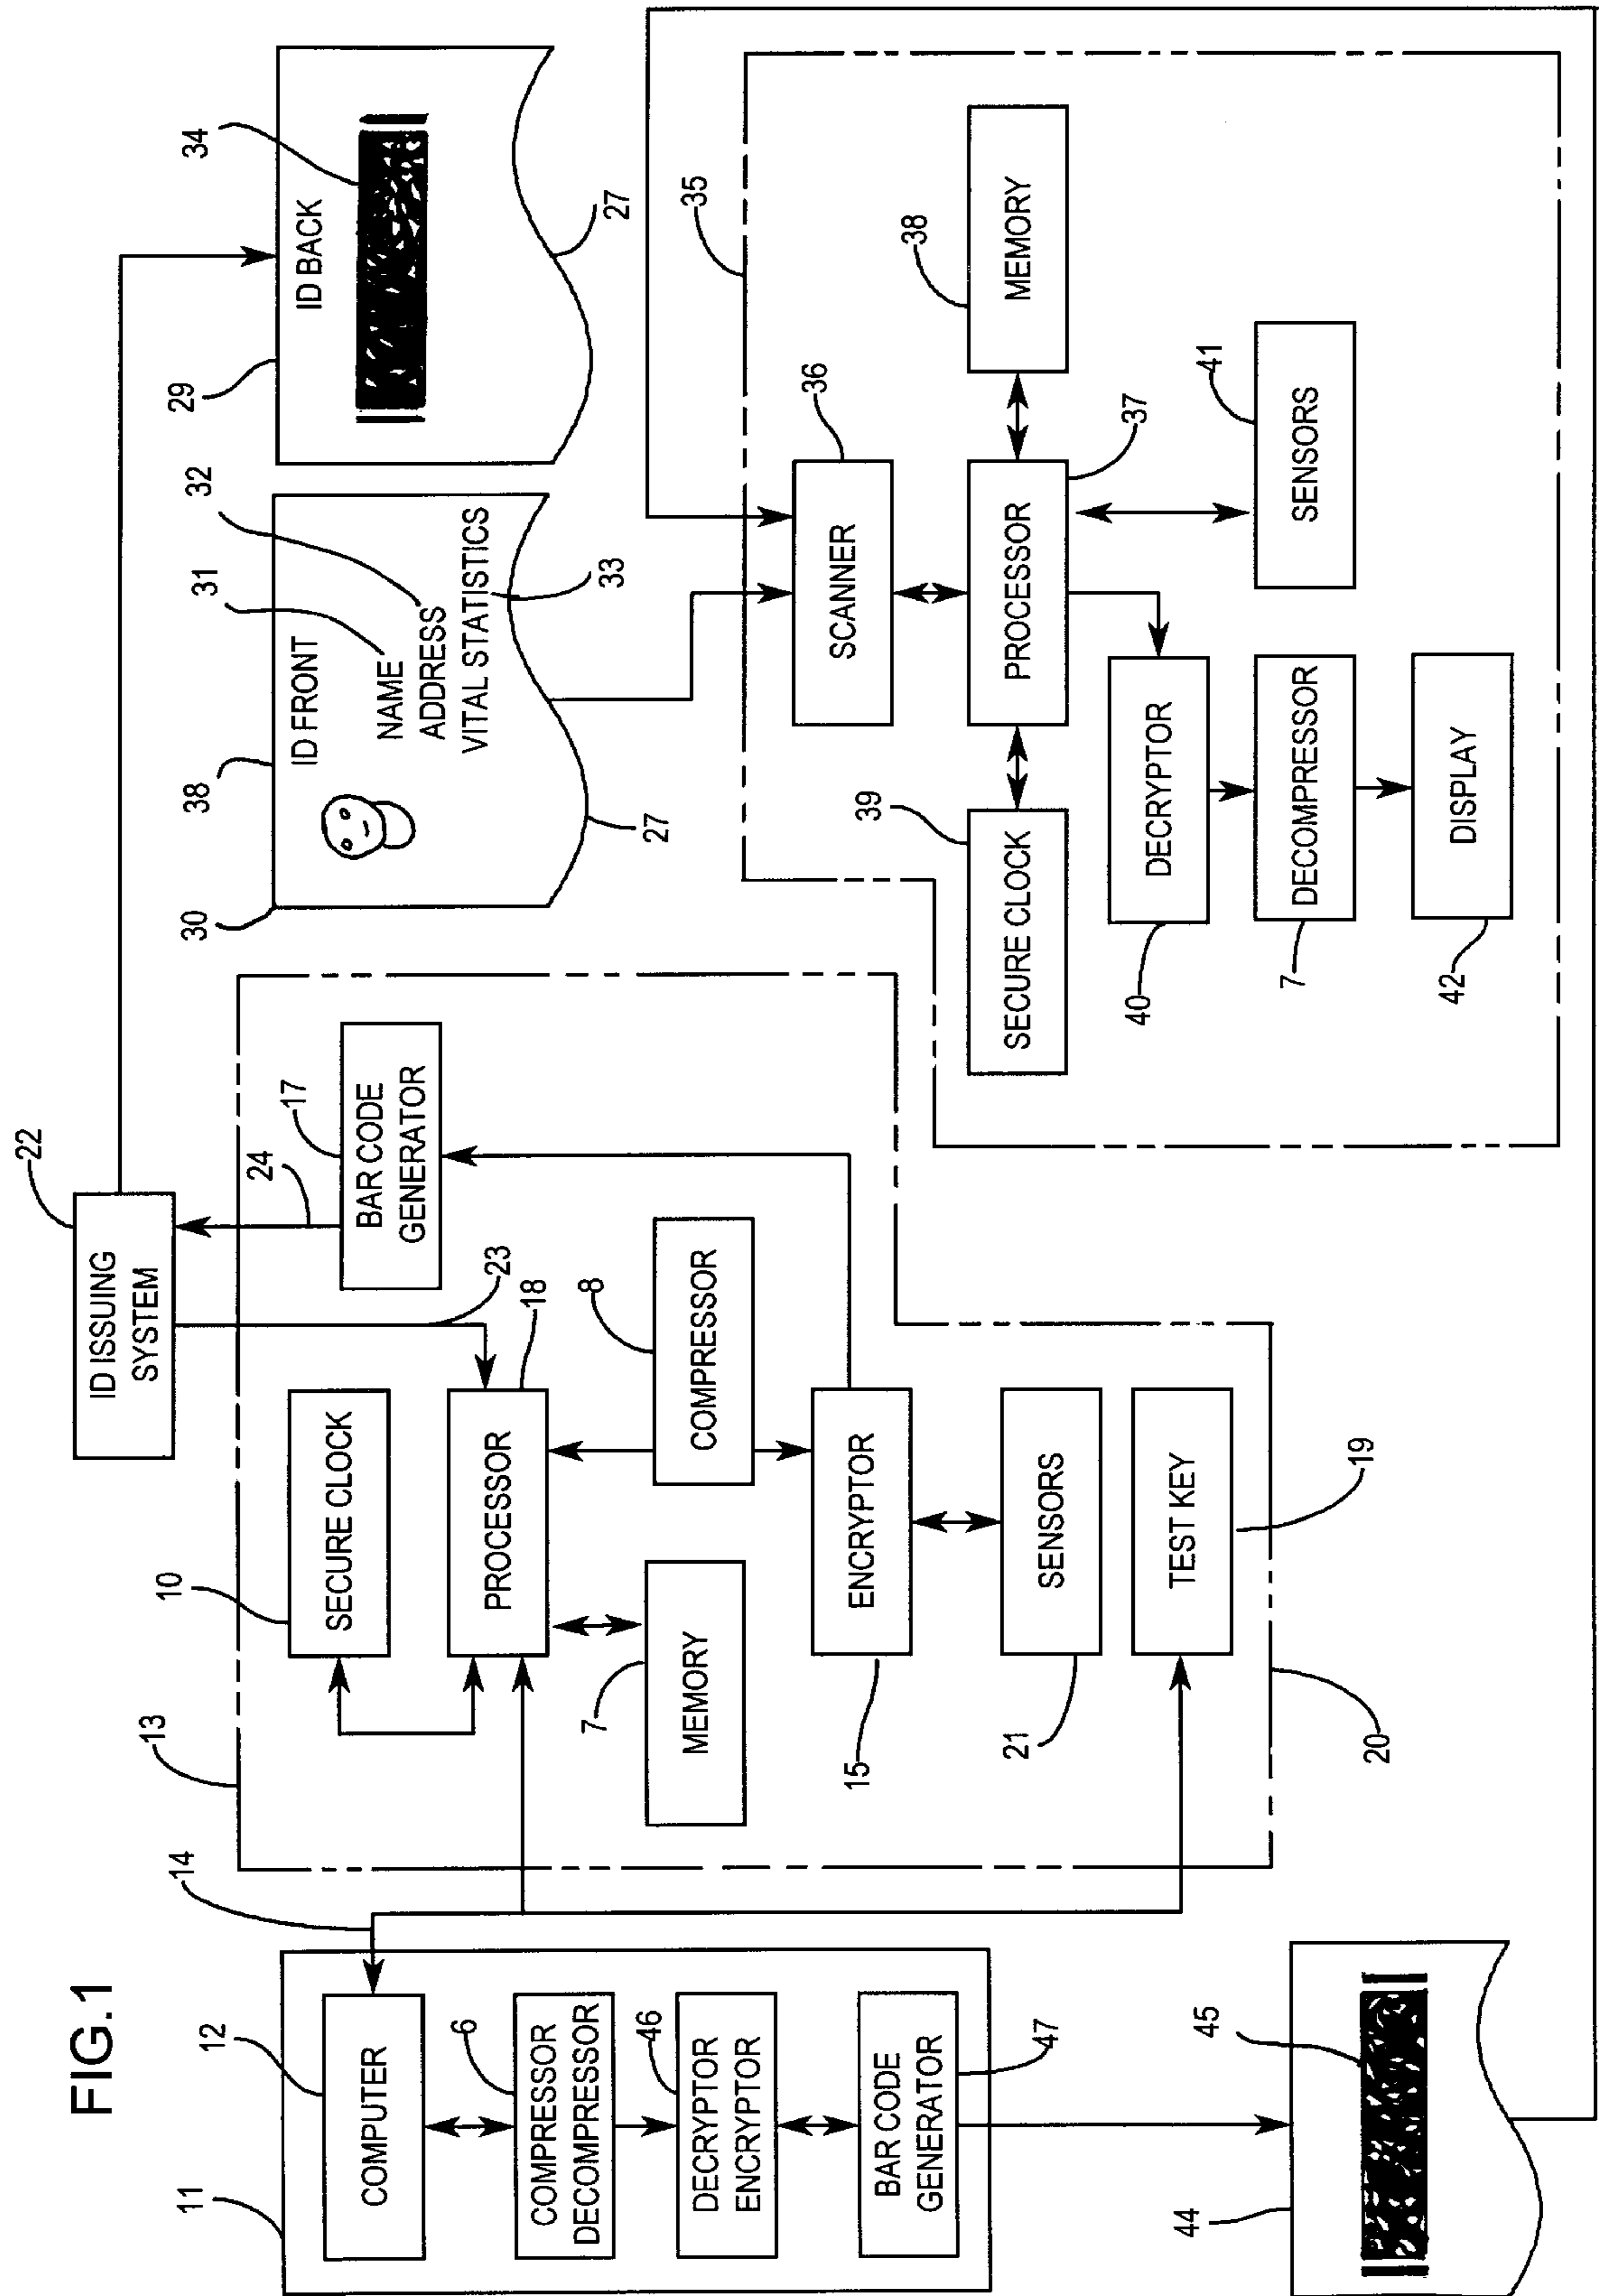 FIG.1
11
12
COMPUTER
6
COMPRESSOR
DECOMPRESSOR
46
DECRYPTOR
ENCRYPTOR
BAR CODE
GENERATOR
47
44
45
14
13
10
SECURE CLOCK
PROCESSOR
18
23
7
MEMORY
COMPRESSOR
8
15
ENCRYPTOR
21
SENSORS
TEST KEY
19
20
BAR CODE
GENERATOR
17
24
22
ID ISSUING
SYSTEM
30
38
31
32
ID FRONT
NAME
ADDRESS
VITAL STATISTICS
33
27
29
34
ID BACK
27
35
36
SCANNER
39
SECURE CLOCK
PROCESSOR
37
38
MEMORY
40
DECRYPTOR
41
SENSORS
7
DECOMPRESSOR
42
DISPLAY